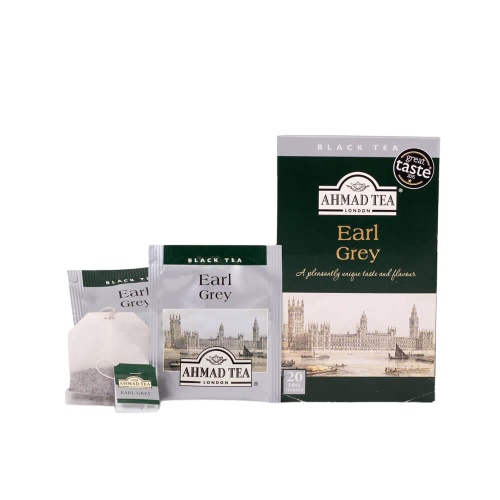 BLACK TEA
great
taste
AHMAD TEA
LONDON
Earl
Grey
A pleasantly unique taste and flavour
20
FOIL
BLACK TEA
Earl
Grey
AHMAD TEA
LONDON
Earl
Grey
AHMAD TEA
EARL GREY